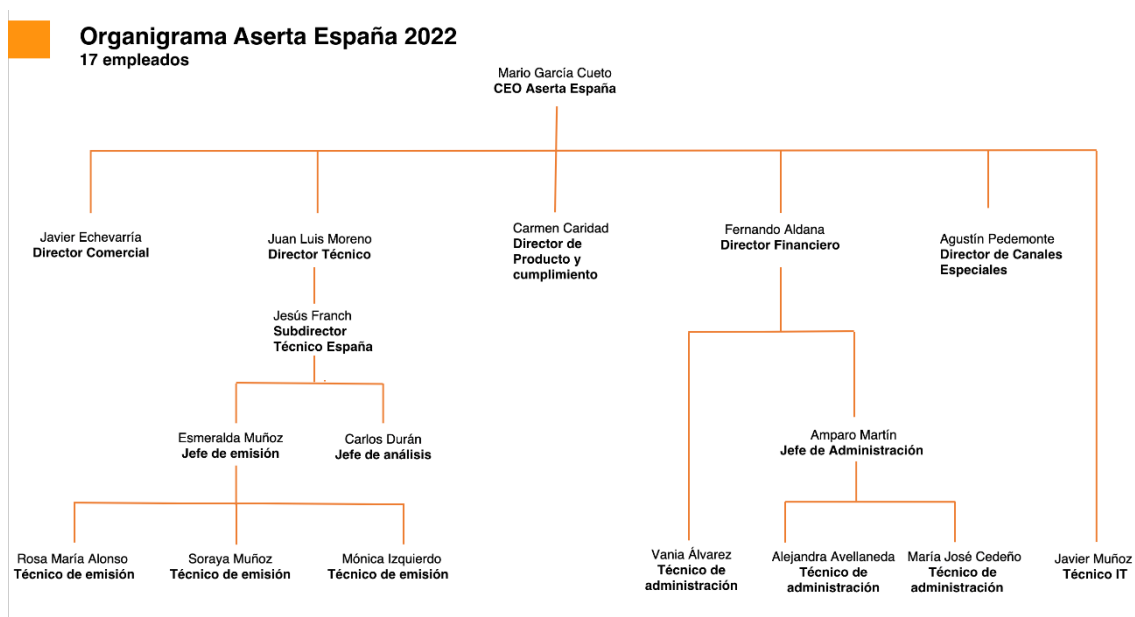 Organigrama Aserta España 2022
17 empleados
Mario García Cueto
CEO Aserta España
Javier Echevarría
Director Comercial
Juan Luis Moreno
Director Técnico
Carmen Caridad
Director de
Producto y
cumplimiento
Fernando Aldana
Director Financiero
Agustín Pedemonte
Director de Canales
Especiales
Jesús Franch
Subdirector
Técnico España
Esmeralda Muñoz
Jefe de emisión
Carlos Durán
Jefe de análisis
Amparo Martín
Jefe de Administración
Rosa María Alonso
Técnico de emisión
Soraya Muñoz
Técnico de emisión
Mónica Izquierdo
Técnico de emisión
Vania Álvarez
Técnico de
administración
Alejandra Avellaneda
Técnico de
administración
María José Cedeño
Técnico de
administración
Javier Muñoz
Técnico IT